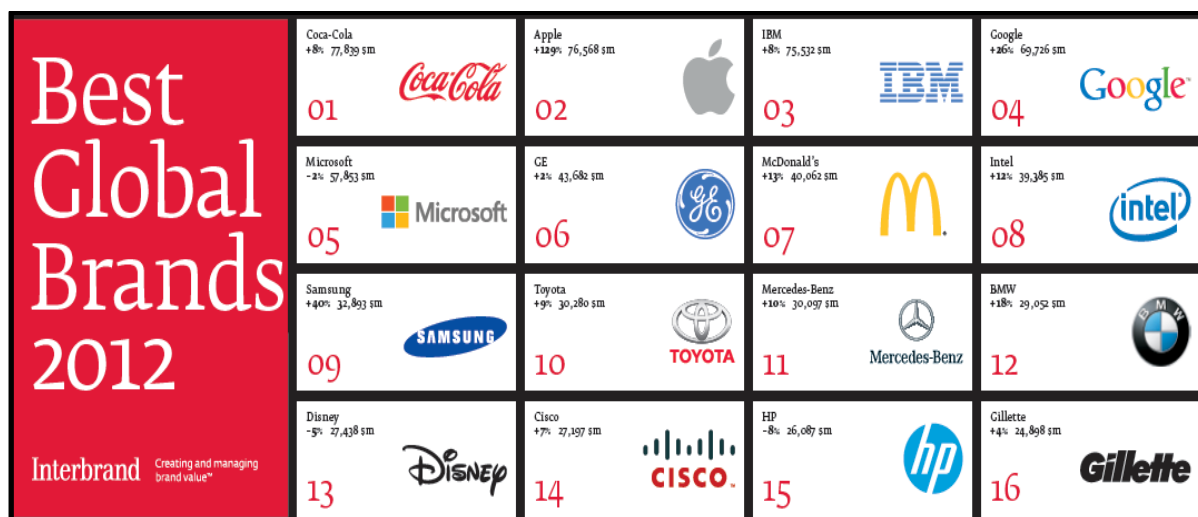 Best
Global
Brands
2012
Interbrand
Creating and managing
brand value™
Coca-Cola
+8% 77,839 $m
Coca-Cola
01
Apple
+129% 76,568 $m
02
IBM
+8% 75,532 $m
IBM
03
Google
+26% 69,726 $m
Google™
04
Microsoft
-2% 57,853 $m
Microsoft
05
GE
+2% 43,682 $m
GE
06
McDonald's
+13% 40,062 $m
M
07
Intel
+12% 39,385 $m
intel
08
Samsung
+40% 32,893 $m
SAMSUNG
09
Toyota
+9% 30,280 $m
TOYOTA
10
Mercedes-Benz
+10% 30,097 $m
Mercedes-Benz
11
BMW
+18% 29,052 $m
BMW
12
Disney
-5% 27,438 $m
Disney
13
Cisco
+7% 27,197 $m
CISCO™
14
HP
-8% 26,087 $m
hp
15
Gillette
+4% 24,898 $m
Gillette
16